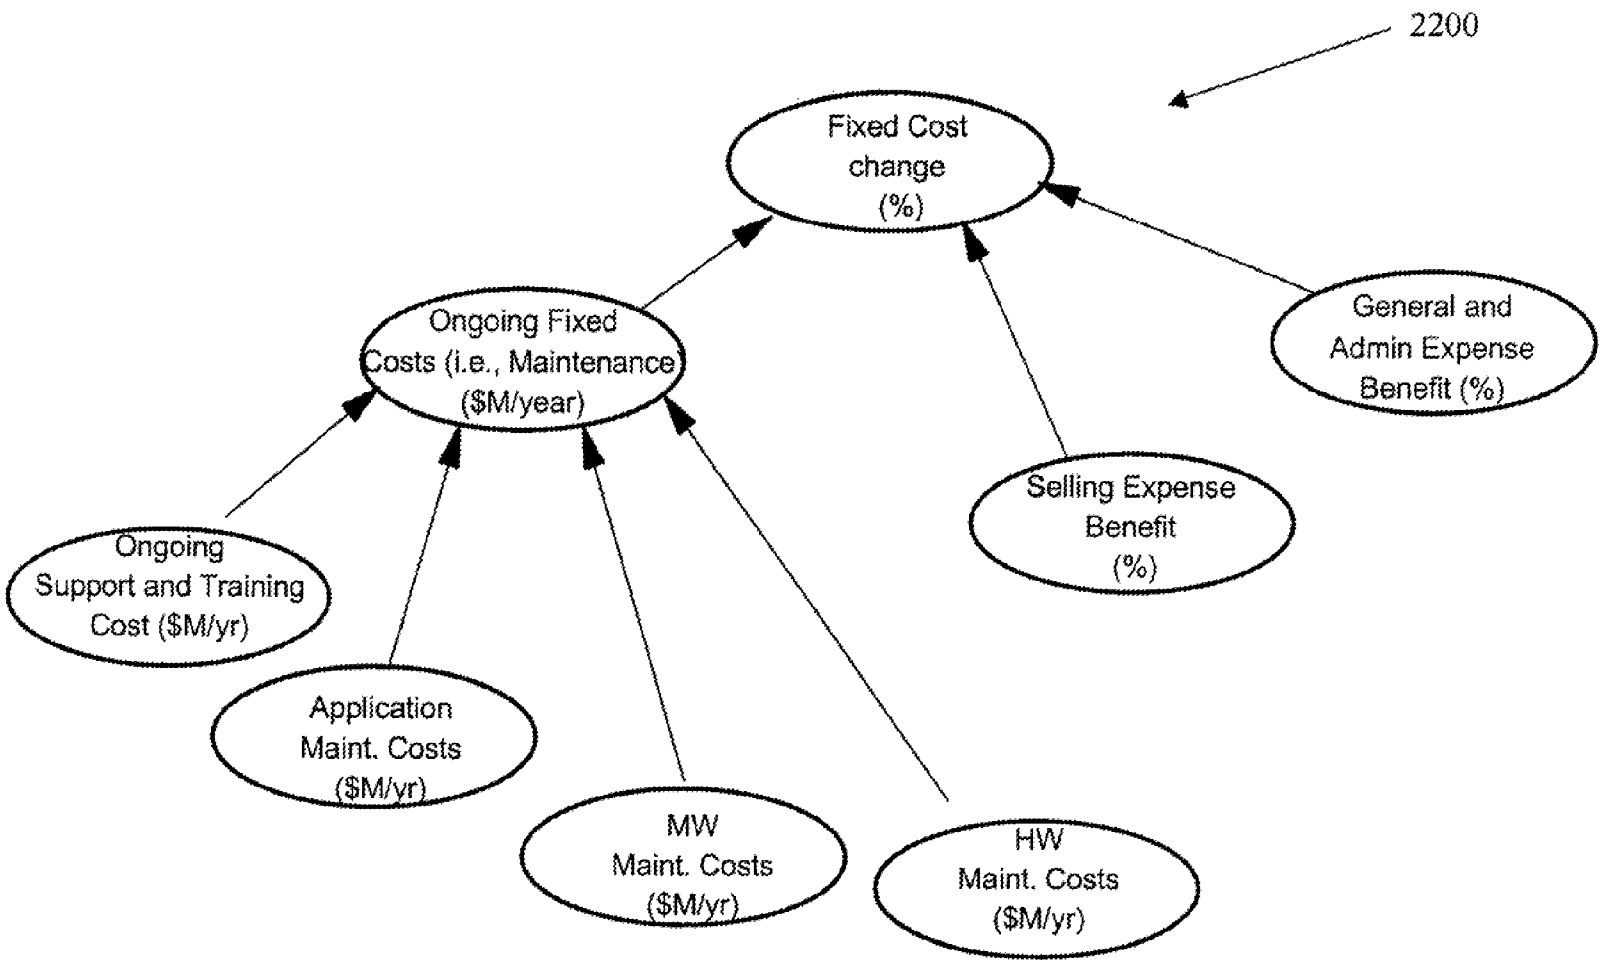 2200
Fixed Cost
change
(%)
Ongoing Fixed
Costs (i.e., Maintenance
($M/year)
General and
Admin Expense
Benefit (%)
Selling Expense
Benefit
(%)
Ongoing
Support and Training
Cost ($M/yr)
Application
Maint. Costs
($M/yr)
MW
Maint. Costs
($M/yr)
HW
Maint. Costs
($M/yr)